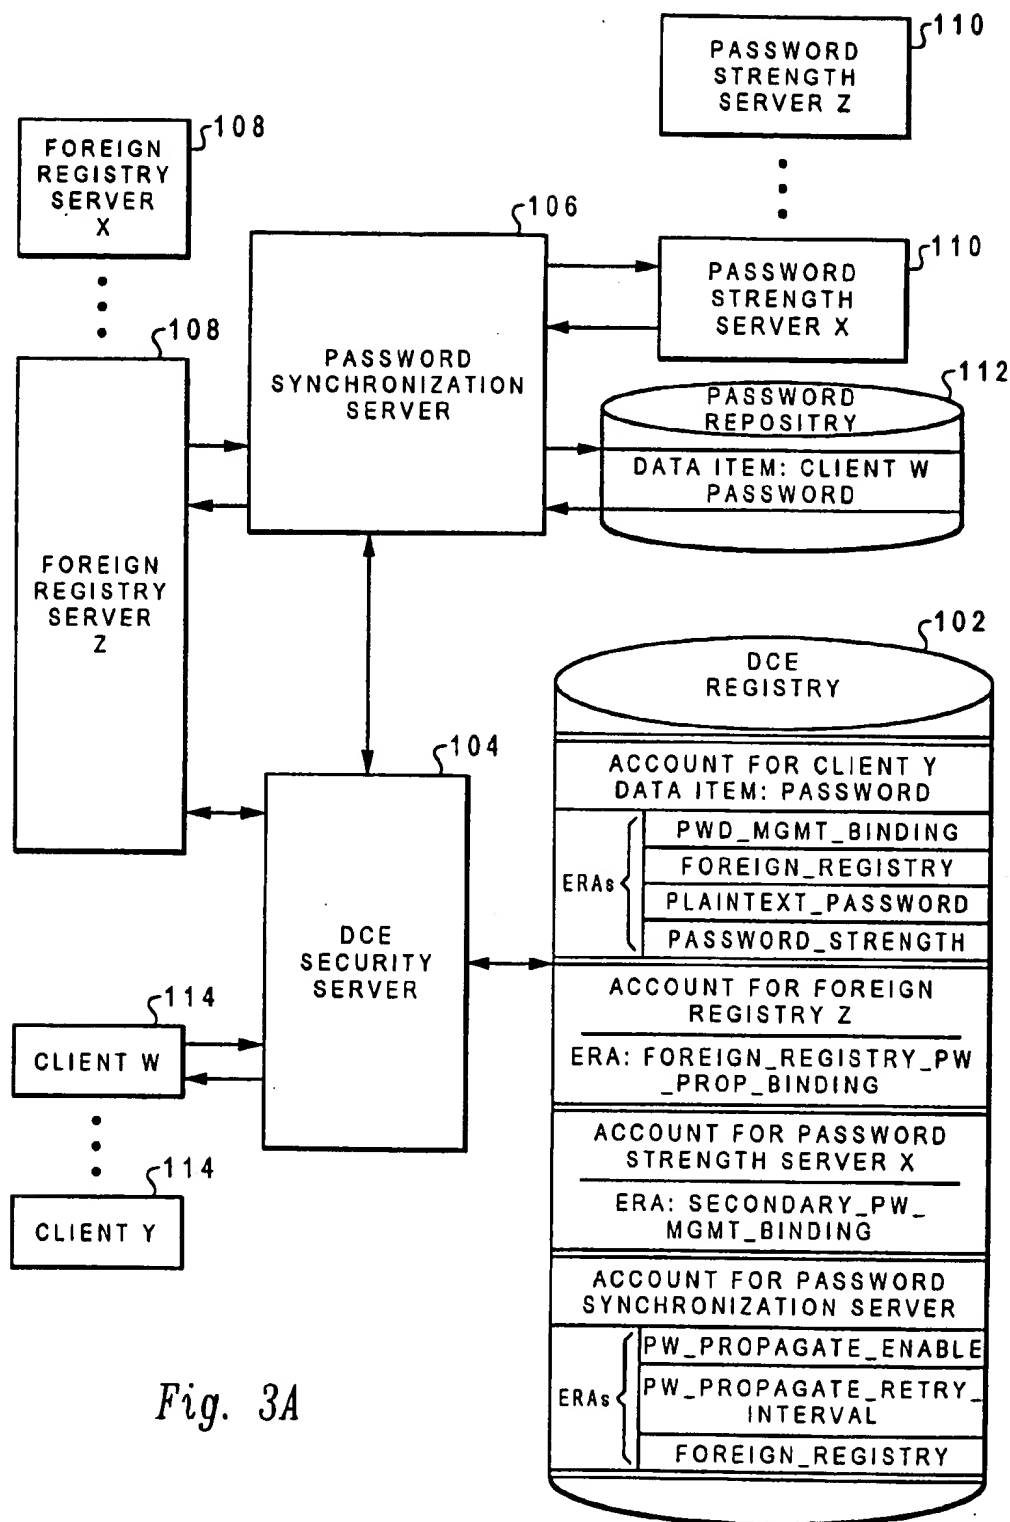 110
PASSWORD
STRENGTH
SERVER Z
108
FOREIGN
REGISTRY
SERVER
X
106
110
PASSWORD
STRENGTH
SERVER X
108
PASSWORD
SYNCHRONIZATION
SERVER
112
PASSWORD
REPOSITRY
DATA ITEM: CLIENT W
PASSWORD
FOREIGN
REGISTRY
SERVER
Z
102
DCE
REGISTRY
104
ACCOUNT FOR CLIENT Y
DATA ITEM: PASSWORD
ERAs
PWD_MGMT_BINDING
FOREIGN_REGISTRY
PLAINTEXT_PASSWORD
PASSWORD_STRENGTH
DCE
SECURITY
SERVER
ACCOUNT FOR FOREIGN
REGISTRY Z
ERA: FOREIGN_REGISTRY_PW
_PROP_BINDING
114
CLIENT W
ACCOUNT FOR PASSWORD
STRENGTH SERVER X
ERA: SECONDARY_PW_
MGMT_BINDING
114
CLIENT Y
ACCOUNT FOR PASSWORD
SYNCHRONIZATION SERVER
ERAs
PW_PROPAGATE_ENABLE
PW_PROPAGATE_RETRY_
INTERVAL
FOREIGN_REGISTRY
Fig. 3A